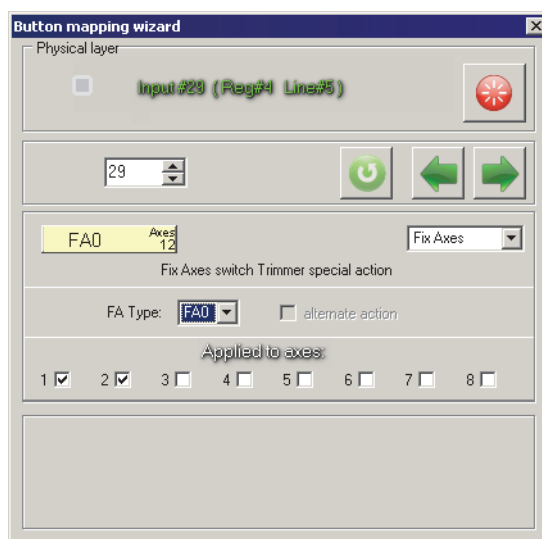 Button mapping wizard
Physical layer
Input#29 (Reg#4 Line#5)
29
FA0 Axes 12
Fix Axes
Fix Axes switch Trimmer special action
FA Type: FA0 alternate action
Applied to axes:
1 2 3 4 5 6 7 8